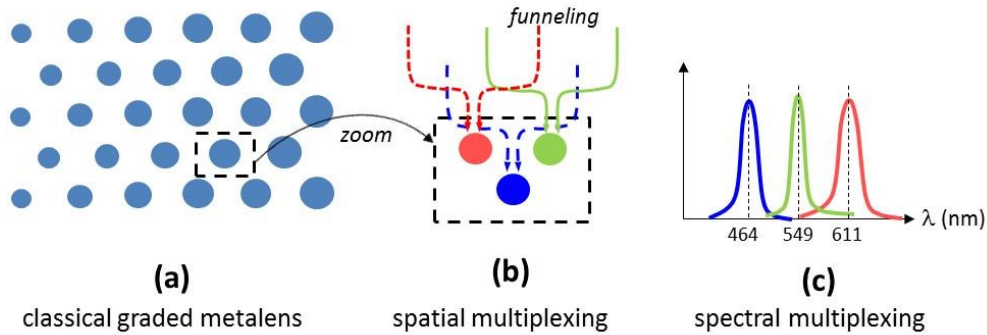 funneling
zoom
λ (nm)
464 549 611
(a) (b) (c)
classical graded metalens spatial multiplexing spectral multiplexing